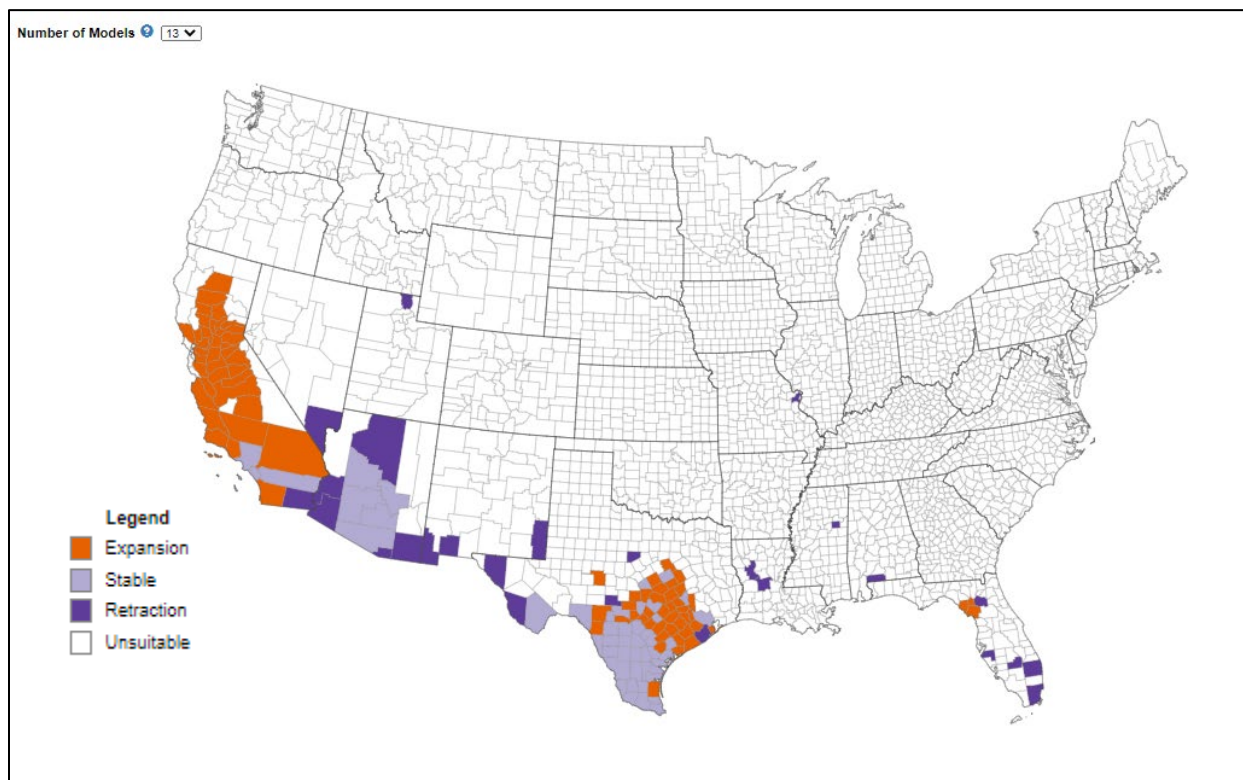 Number of Models ? 13
Legend
Expansion
Stable
Retraction
Unsuitable